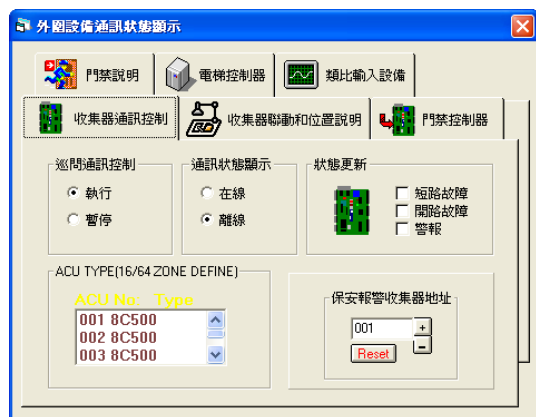 外圍設備通訊狀態顯示
門禁說明
電梯控制器
類比輸入設備
收集器通訊控制
收集器聯動和位置說明
門禁控制器
巡問通訊控制
執行
暫停
通訊狀態顯示
在線
離線
狀態更新
短路故障
開路故障
警報
ACU TYPE(16/64 ZONE DEFINE)
ACU No. Type
001 8C500
002 8C500
003 8C500
保安報警收集器地址
001
+
-
Reset